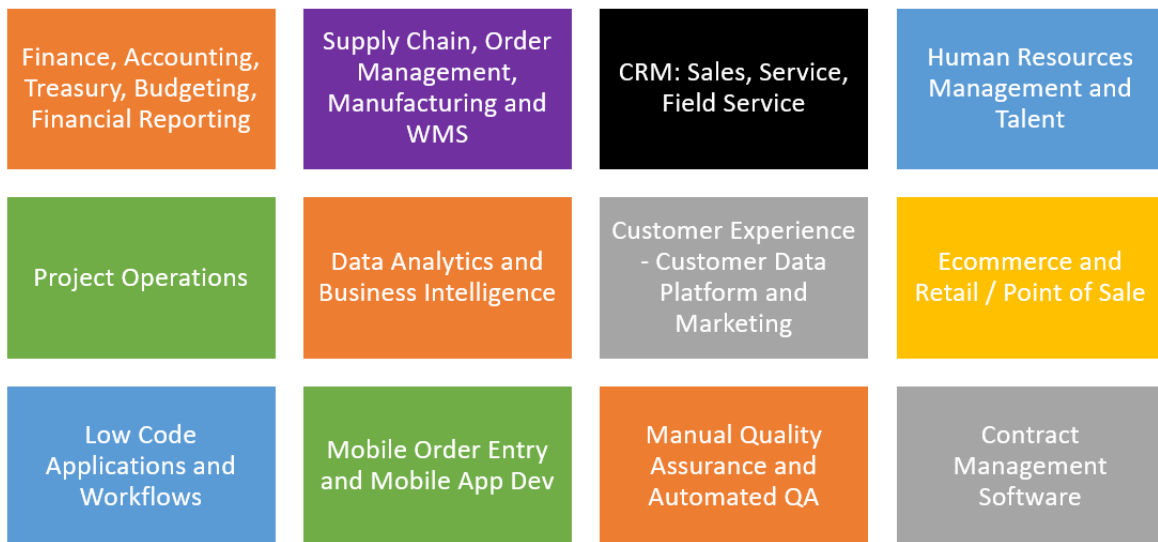 Finance, Accounting,
Treasury, Budgeting,
Financial Reporting
Supply Chain, Order
Management,
Manufacturing and
WMS
CRM: Sales, Service,
Field Service
Human Resources
Management and
Talent
Project Operations
Data Analytics and
Business Intelligence
Customer Experience
- Customer Data
Platform and
Marketing
Ecommerce and
Retail / Point of Sale
Low Code
Applications and
Workflows
Mobile Order Entry
and Mobile App Dev
Manual Quality
Assurance and
Automated QA
Contract
Management
Software